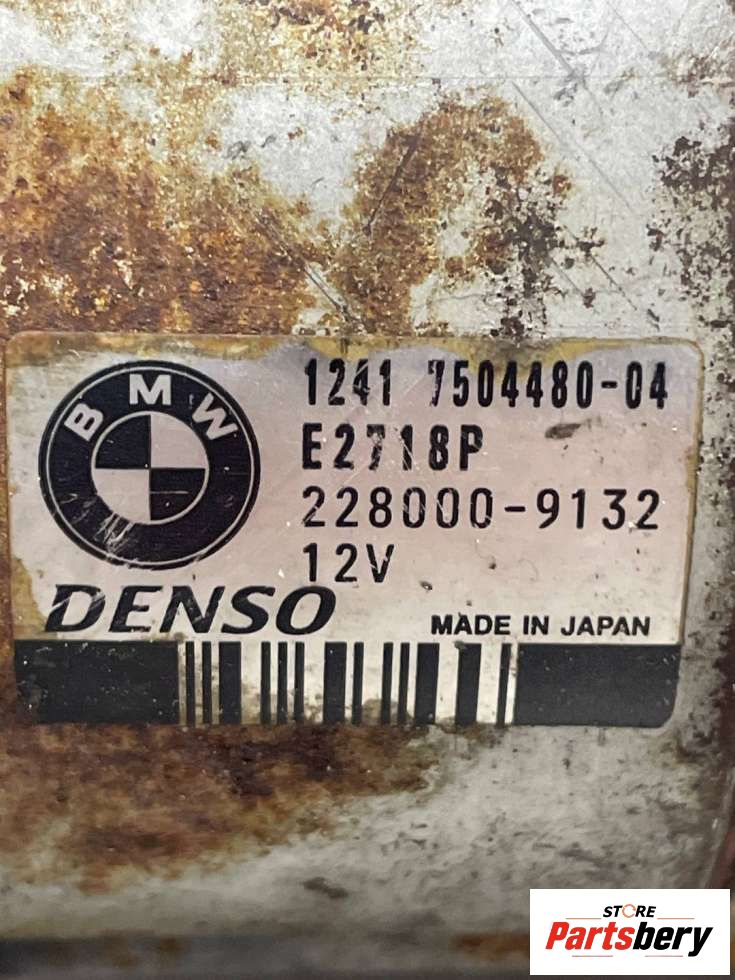 BMW
1241 7504480-04
E2718P
228000-9132
12V
DENSO
MADE IN JAPAN
STORE
Partsbery